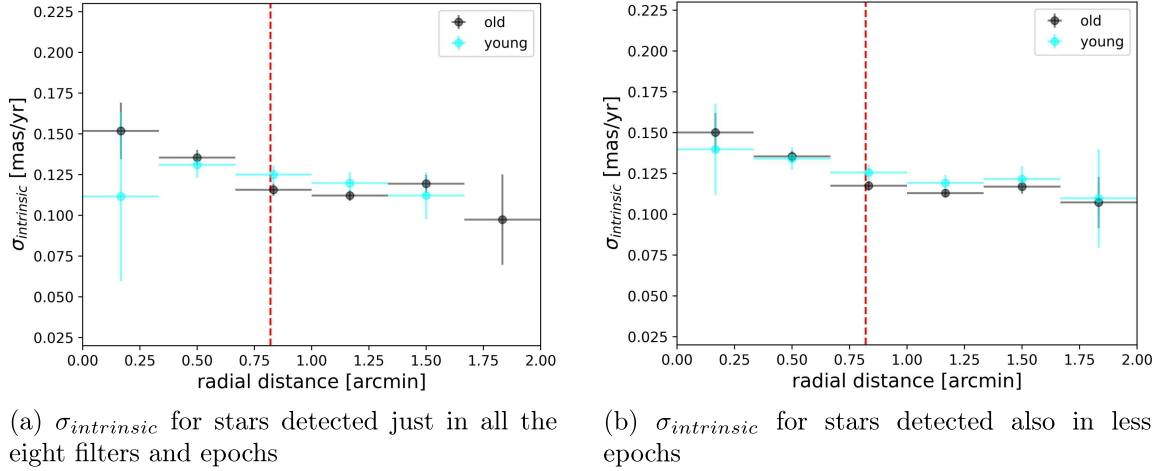 old
young
0.225
0.200
0.175
0.150
0.125
0.100
0.075
0.050
0.025
σintrinsic [mas/yr]
0.00 0.25 0.50 0.75 1.00 1.25 1.50 1.75 2.00
radial distance [arcmin]
(a) σintrinsic for stars detected just in all the
eight filters and epochs
old
young
0.225
0.200
0.175
0.150
0.125
0.100
0.075
0.050
0.025
σintrinsic [mas/yr]
0.00 0.25 0.50 0.75 1.00 1.25 1.50 1.75 2.00
radial distance [arcmin]
(b) σintrinsic for stars detected also in less
epochs